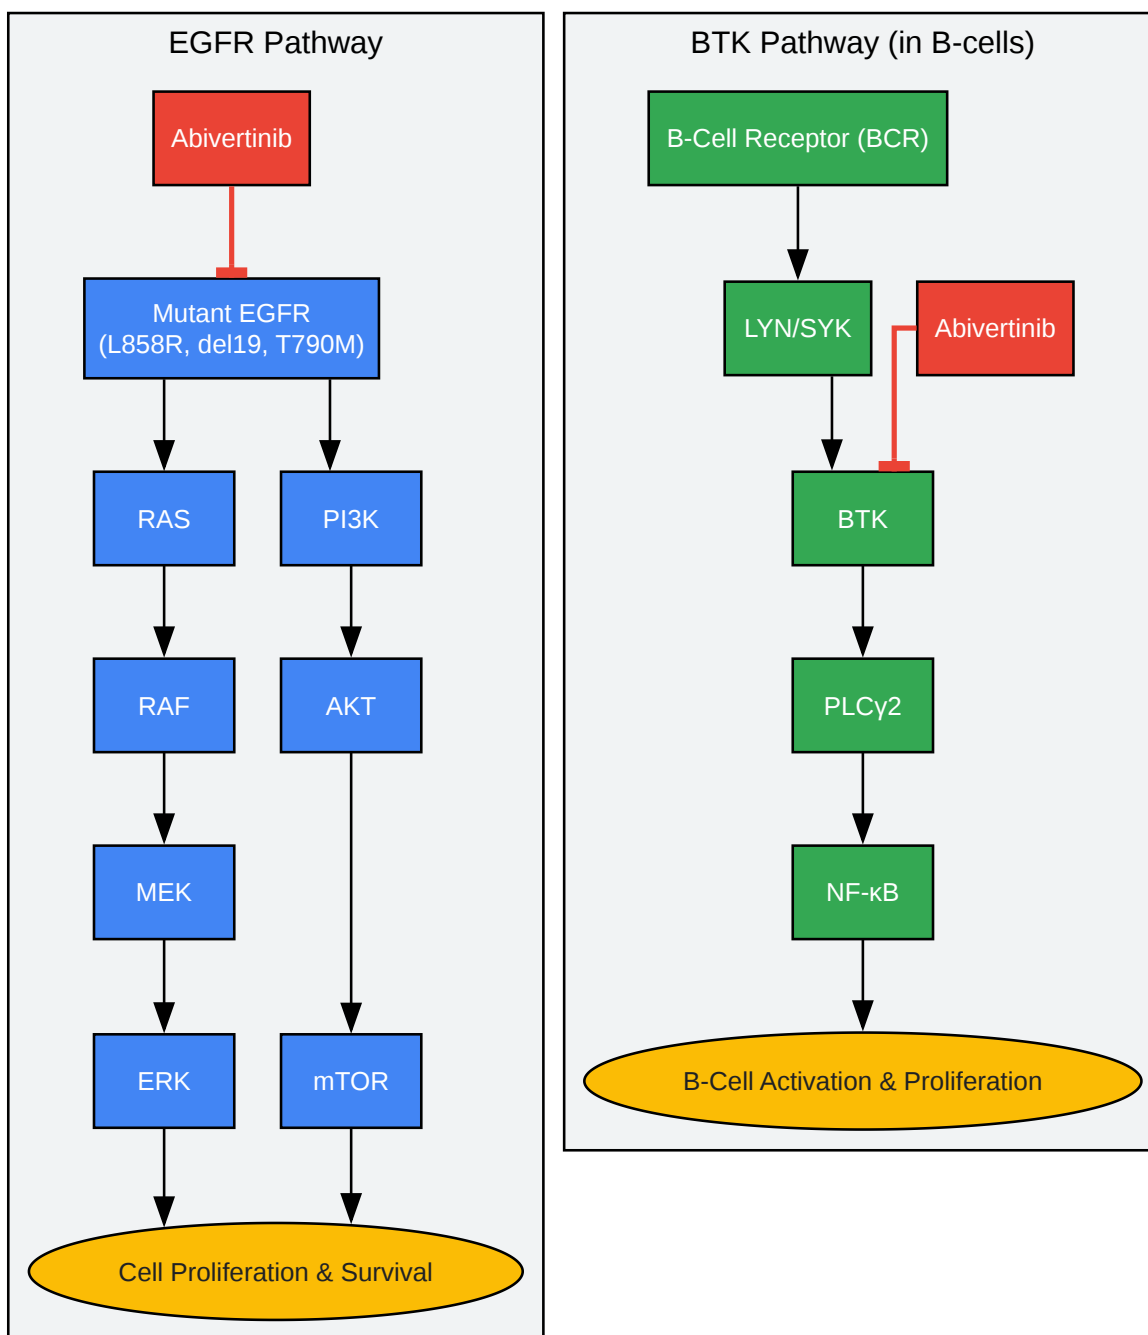 EGFR Pathway
Abivertinib
Mutant EGFR
(L858R, del19, T790M)
RAS
PI3K
RAF
AKT
MEK
ERK
mTOR
Cell Proliferation & Survival
BTK Pathway (in B-cells)
B-Cell Receptor (BCR)
LYN/SYK
Abivertinib
BTK
PLCγ2
NF-κB
B-Cell Activation & Proliferation